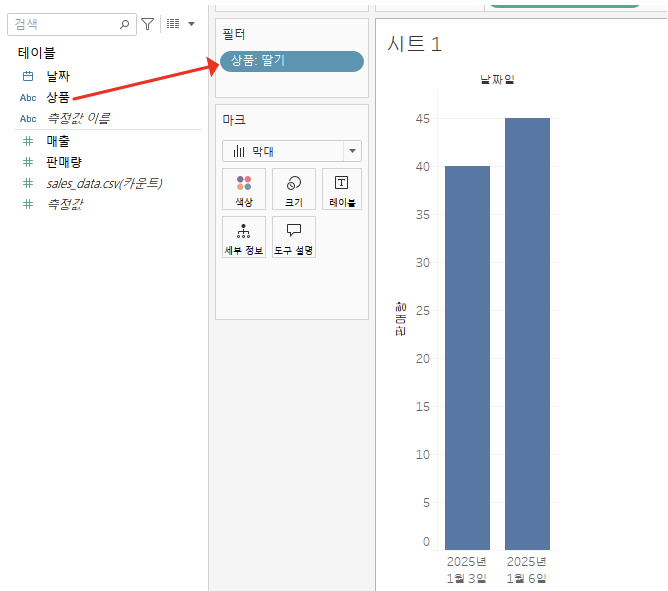 검색
테이블
날짜
Abc 상품
Abc 측정값 이름
매출
판매량
sales_data.csv(카운트)
측정값
필터
상품: 딸기
마크
막대
색상
크기
레이블
세부 정보
도구 설명
시트 1
날짜일
판매량
45
40
35
30
25
20
15
10
5
0
2025년
1월 3일
2025년
1월 6일